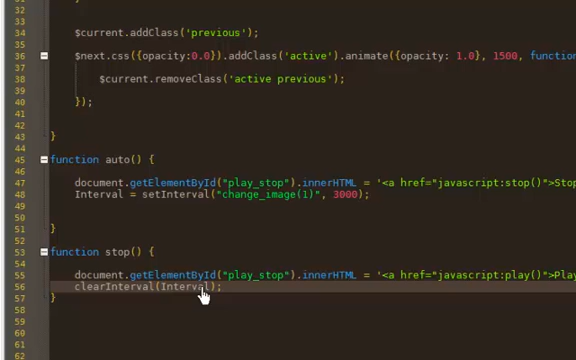 32
33
34 $current.addClass('previous');
35
36 $next.css({opacity:0.0}).addClass('active').animate({opacity: 1.0}, 1500, function
37
38 $current.removeClass('active previous');
39
40 });
41
42
43 }
44
45 function auto() {
46
47 document.getElementById("play_stop").innerHTML = '<a href="javascript:stop()">Stop
48 Interval = setInterval("change_image(1)", 3000);
49
50
51 }
52
53 function stop() {
54
55 document.getElementById("play_stop").innerHTML = '<a href="javascript:play()">Play
56 clearInterval(Interval);
57 }
58
59
60
61
62